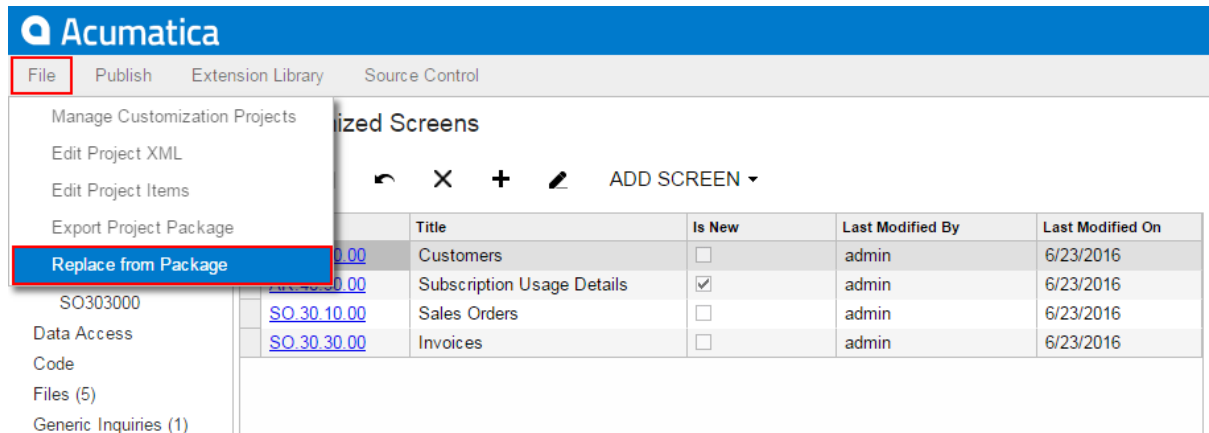 Acumatica
File Publish Extension Library Source Control
Manage Customization Projects
ized Screens
Edit Project XML
Edit Project Items
ADD SCREEN
Export Project Package
Title Is New Last Modified By Last Modified On
Replace from Package
0.00 Customers admin 6/23/2016
Subscription Usage Details admin 6/23/2016
SO303000
SO.30.10.00 Sales Orders admin 6/23/2016
Data Access
SO.30.30.00 Invoices admin 6/23/2016
Code
Files (5)
Generic Inquiries (1)